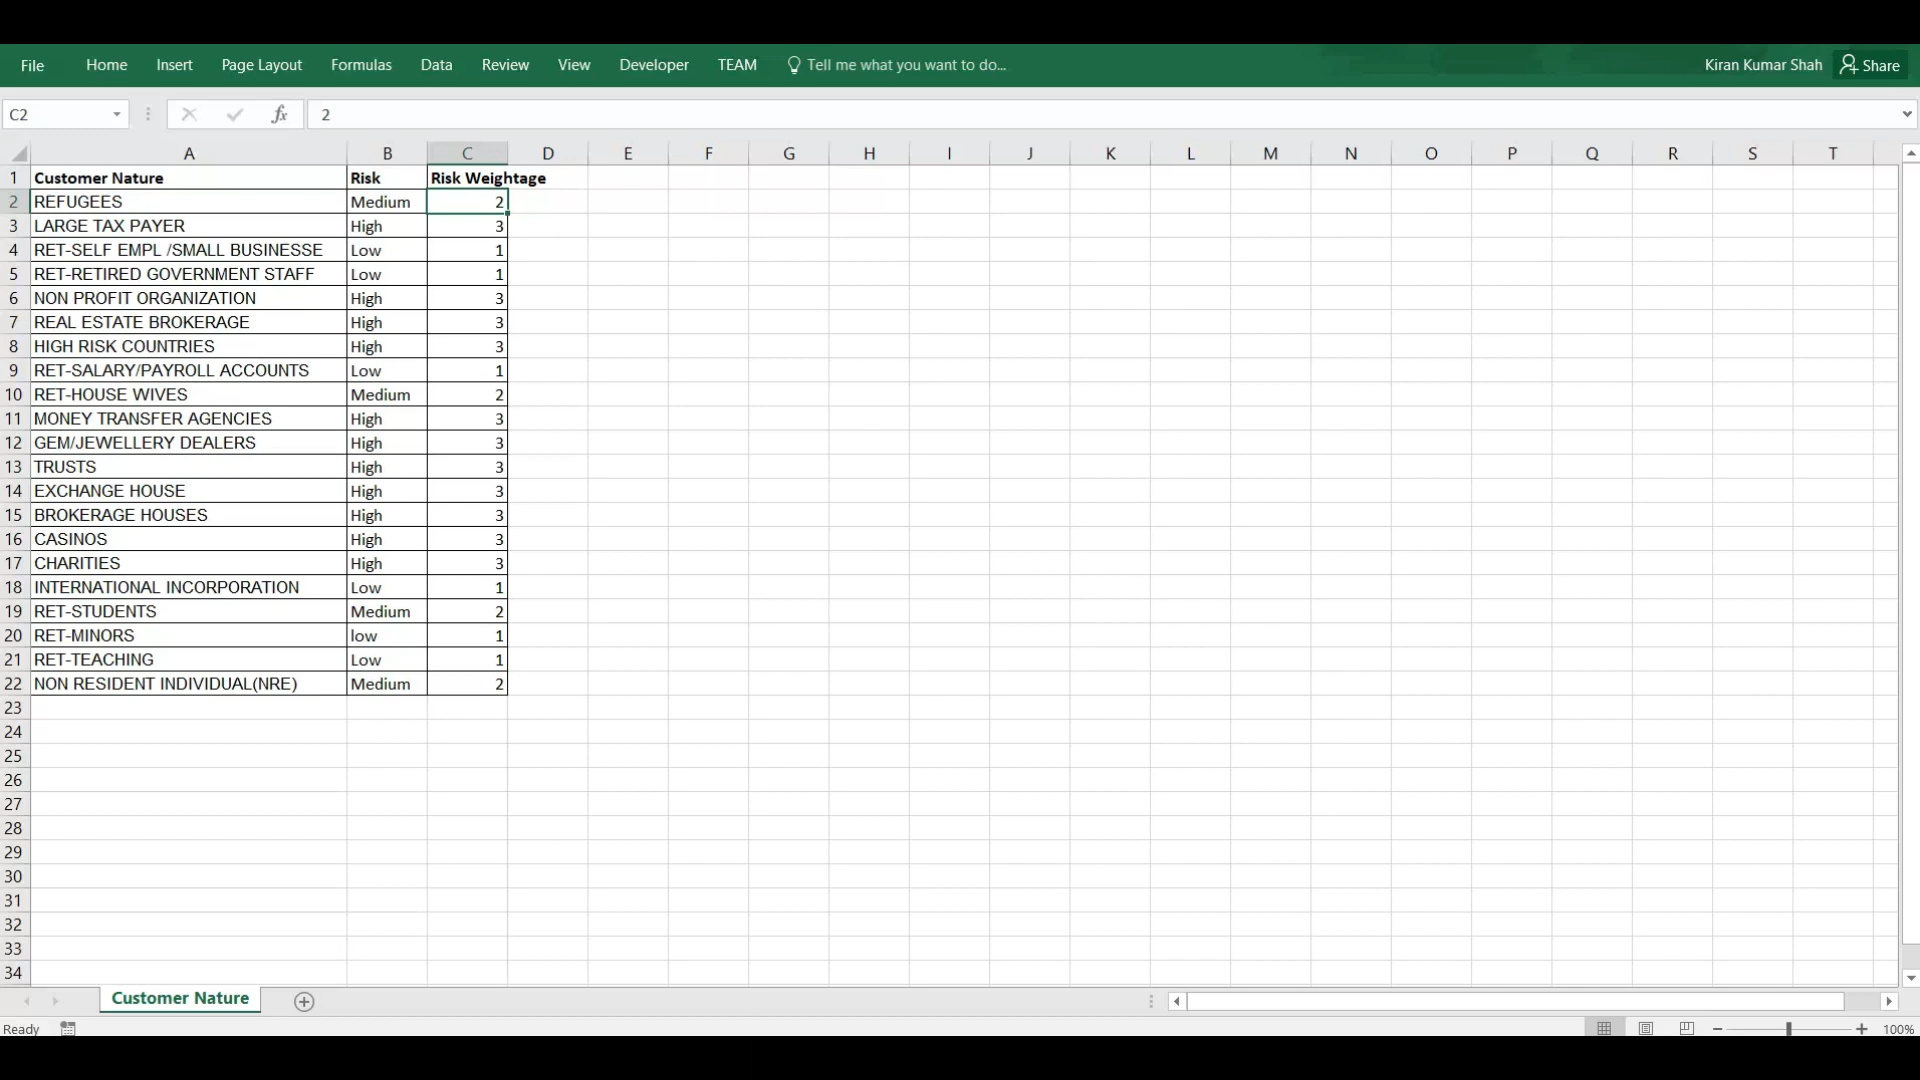 File Home Insert Page Layout Formulas Data Review View Developer TEAM Tell me what you want to do... Kiran Kumar Shah Share
C2 fx 2
A B C D E F G H I J K L M N O P Q R S T
1 Customer Nature Risk Risk Weightage
2 REFUGEES Medium 2
3 LARGE TAX PAYER High 3
4 RET-SELF EMPL /SMALL BUSINESSE Low 1
5 RET-RETIRED GOVERNMENT STAFF Low 1
6 NON PROFIT ORGANIZATION High 3
7 REAL ESTATE BROKERAGE High 3
8 HIGH RISK COUNTRIES High 3
9 RET-SALARY/PAYROLL ACCOUNTS Low 1
10 RET-HOUSE WIVES Medium 2
11 MONEY TRANSFER AGENCIES High 3
12 GEM/JEWELLERY DEALERS High 3
13 TRUSTS High 3
14 EXCHANGE HOUSE High 3
15 BROKERAGE HOUSES High 3
16 CASINOS High 3
17 CHARITIES High 3
18 INTERNATIONAL INCORPORATION Low 1
19 RET-STUDENTS Medium 2
20 RET-MINORS low 1
21 RET-TEACHING Low 1
22 NON RESIDENT INDIVIDUAL(NRE) Medium 2
23
24
25
26
27
28
29
30
31
32
33
34
Customer Nature
Ready 100%